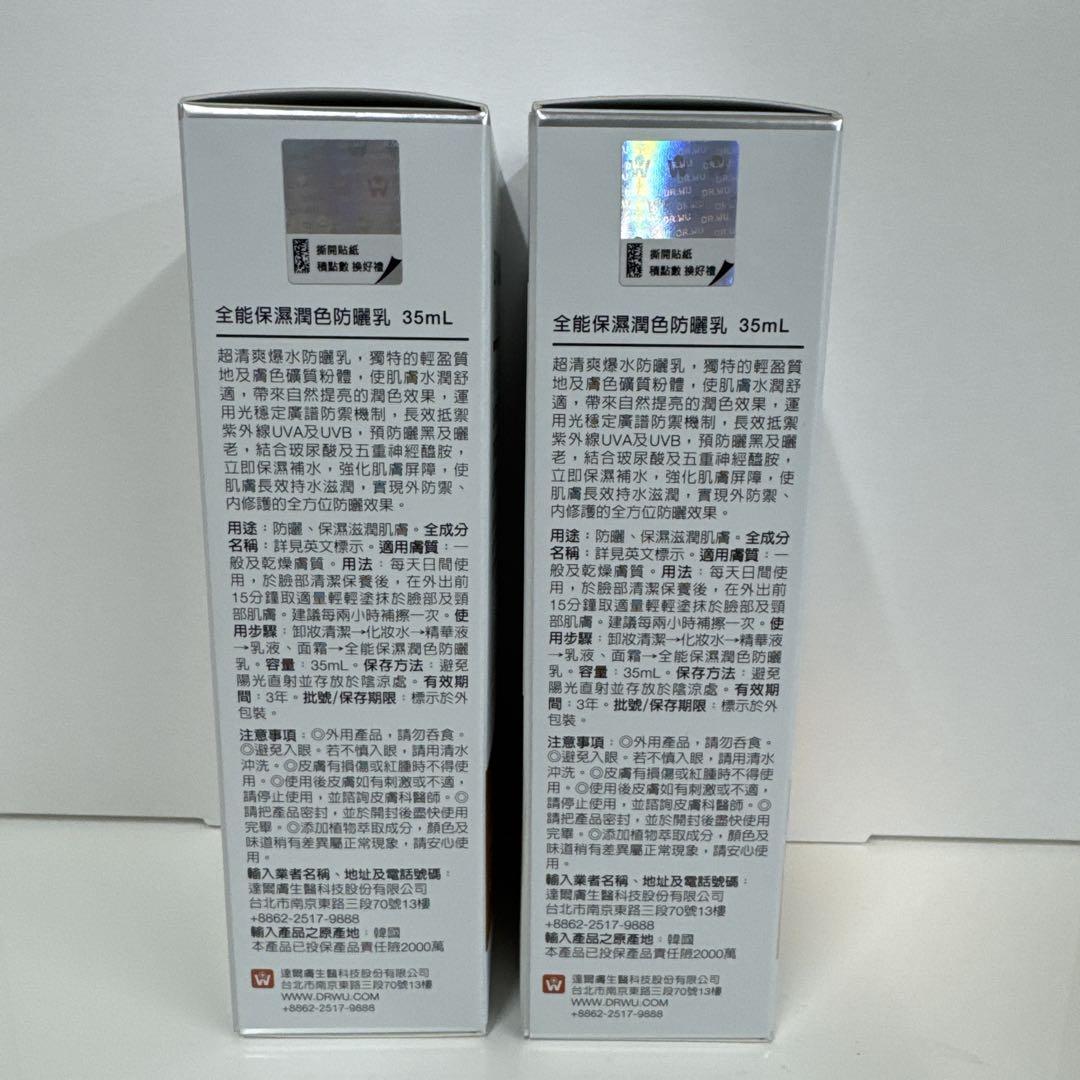 撕開貼紙
積點數 換好禮
全能保濕潤色防曬乳 35mL
超清爽爆水防曬乳，獨特的輕盈質
地及膚色礦質粉體，使肌膚水潤舒
適，帶來自然提亮的潤色效果，運
用光穩定廣譜防禦機制，長效抵禦
紫外線UVA及UVB，預防曬黑及曬
老，結合玻尿酸及五重神經醯胺，
立即保濕補水，強化肌膚屏障，使
肌膚長效持水滋潤，實現外防禦、
內修護的全方位防曬效果。
用途：防曬、保濕滋潤肌膚。全成分
名稱：詳見英文標示。適用膚質：一
般及乾燥膚質。用法：每天日間使
用，於臉部清潔保養後，在外出前
15分鐘取適量輕輕塗抹於臉部及頸
部肌膚。建議每兩小時補擦一次。使
用步驟：卸妝清潔→化妝水→精華液
→乳液、面霜→全能保濕潤色防曬
乳。容量：35mL。保存方法：避免
陽光直射並存放於陰涼處。有效期
間：3年。批號/保存期限：標示於外
包裝。
注意事項：◎外用產品，請勿吞食。
◎避免入眼。若不慎入眼，請用清水
沖洗。◎皮膚有損傷或紅腫時不得使
用。◎使用後皮膚如有刺激或不適，
請停止使用，並諮詢皮膚科醫師。◎
請把產品密封，並於開封後盡快使用
完畢。◎添加植物萃取成分，顏色及
味道稍有差異屬正常現象，請安心使
用。
輸入業者名稱、地址及電話號碼：
達爾膚生醫科技股份有限公司
台北市南京東路三段70號13樓
+8862-2517-9888
輸入產品之原產地：韓國
本產品已投保產品責任險2000萬
達爾膚生醫科技股份有限公司
台北市南京東路三段70號13樓
WWW.DRWU.COM
+8862-2517-9888
DR.WU
撕開貼紙
積點數 換好禮
全能保濕潤色防曬乳 35mL
超清爽爆水防曬乳，獨特的輕盈質
地及膚色礦質粉體，使肌膚水潤舒
適，帶來自然提亮的潤色效果，運
用光穩定廣譜防禦機制，長效抵禦
紫外線UVA及UVB，預防曬黑及曬
老，結合玻尿酸及五重神經醯胺，
立即保濕補水，強化肌膚屏障，使
肌膚長效持水滋潤，實現外防禦、
內修護的全方位防曬效果。
用途：防曬、保濕滋潤肌膚。全成分
名稱：詳見英文標示。適用膚質：一
般及乾燥膚質。用法：每天日間使
用，於臉部清潔保養後，在外出前
15分鐘取適量輕輕塗抹於臉部及頸
部肌膚。建議每兩小時補擦一次。使
用步驟：卸妝清潔→化妝水→精華液
→乳液、面霜→全能保濕潤色防曬
乳。容量：35mL。保存方法：避免
陽光直射並存放於陰涼處。有效期
間：3年。批號/保存期限：標示於外
包裝。
注意事項：◎外用產品，請勿吞食。
◎避免入眼。若不慎入眼，請用清水
沖洗。◎皮膚有損傷或紅腫時不得使
用。◎使用後皮膚如有刺激或不適，
請停止使用，並諮詢皮膚科醫師。◎
請把產品密封，並於開封後盡快使用
完畢。◎添加植物萃取成分，顏色及
味道稍有差異屬正常現象，請安心使
用。
輸入業者名稱、地址及電話號碼：
達爾膚生醫科技股份有限公司
台北市南京東路三段70號13樓
+8862-2517-9888
輸入產品之原產地：韓國
本產品已投保產品責任險2000萬
達爾膚生醫科技股份有限公司
台北市南京東路三段70號13樓
WWW.DRWU.COM
+8862-2517-9888